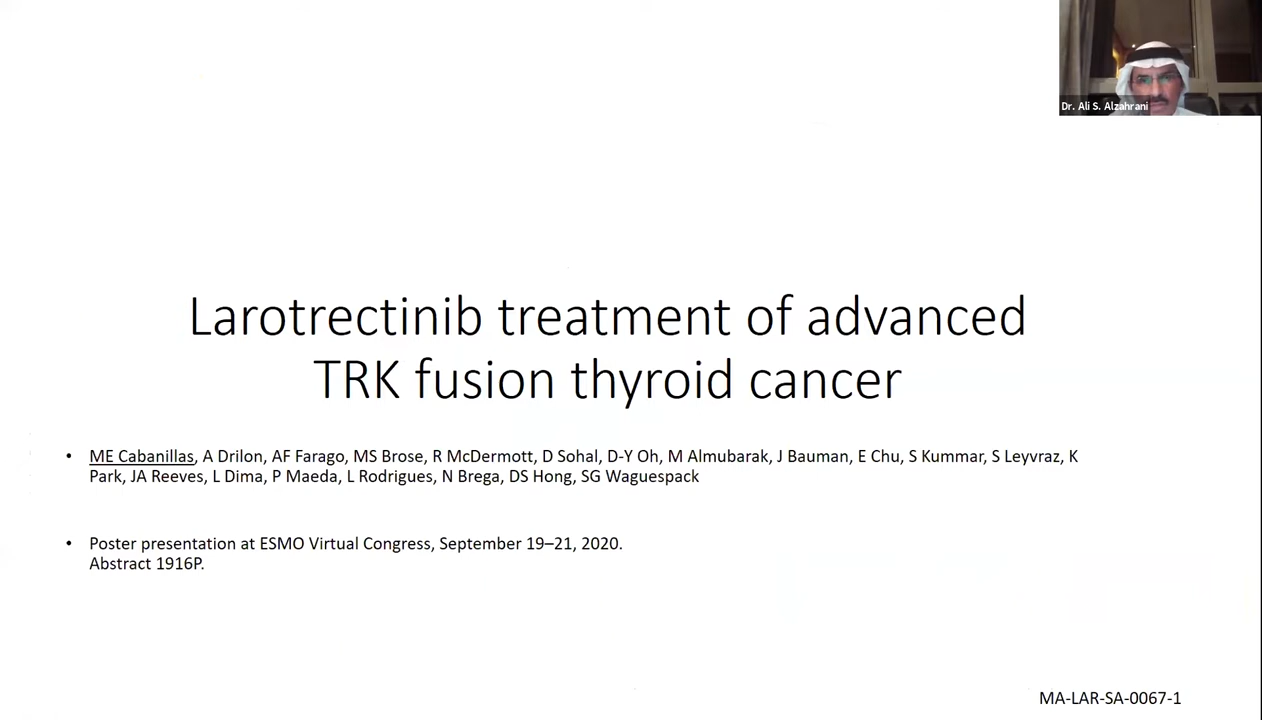 Dr. Ali S. Alzahrani
Larotrectinib treatment of advanced
TRK fusion thyroid cancer
• ME Cabanillas, A Drilon, AF Farago, MS Brose, R McDermott, D Sohal, D-Y Oh, M Almubarak, J Bauman, E Chu, S Kummar, S Leyvraz, K
Park, JA Reeves, L Dima, P Maeda, L Rodrigues, N Brega, DS Hong, SG Waguespack
• Poster presentation at ESMO Virtual Congress, September 19–21, 2020.
Abstract 1916P.
MA-LAR-SA-0067-1